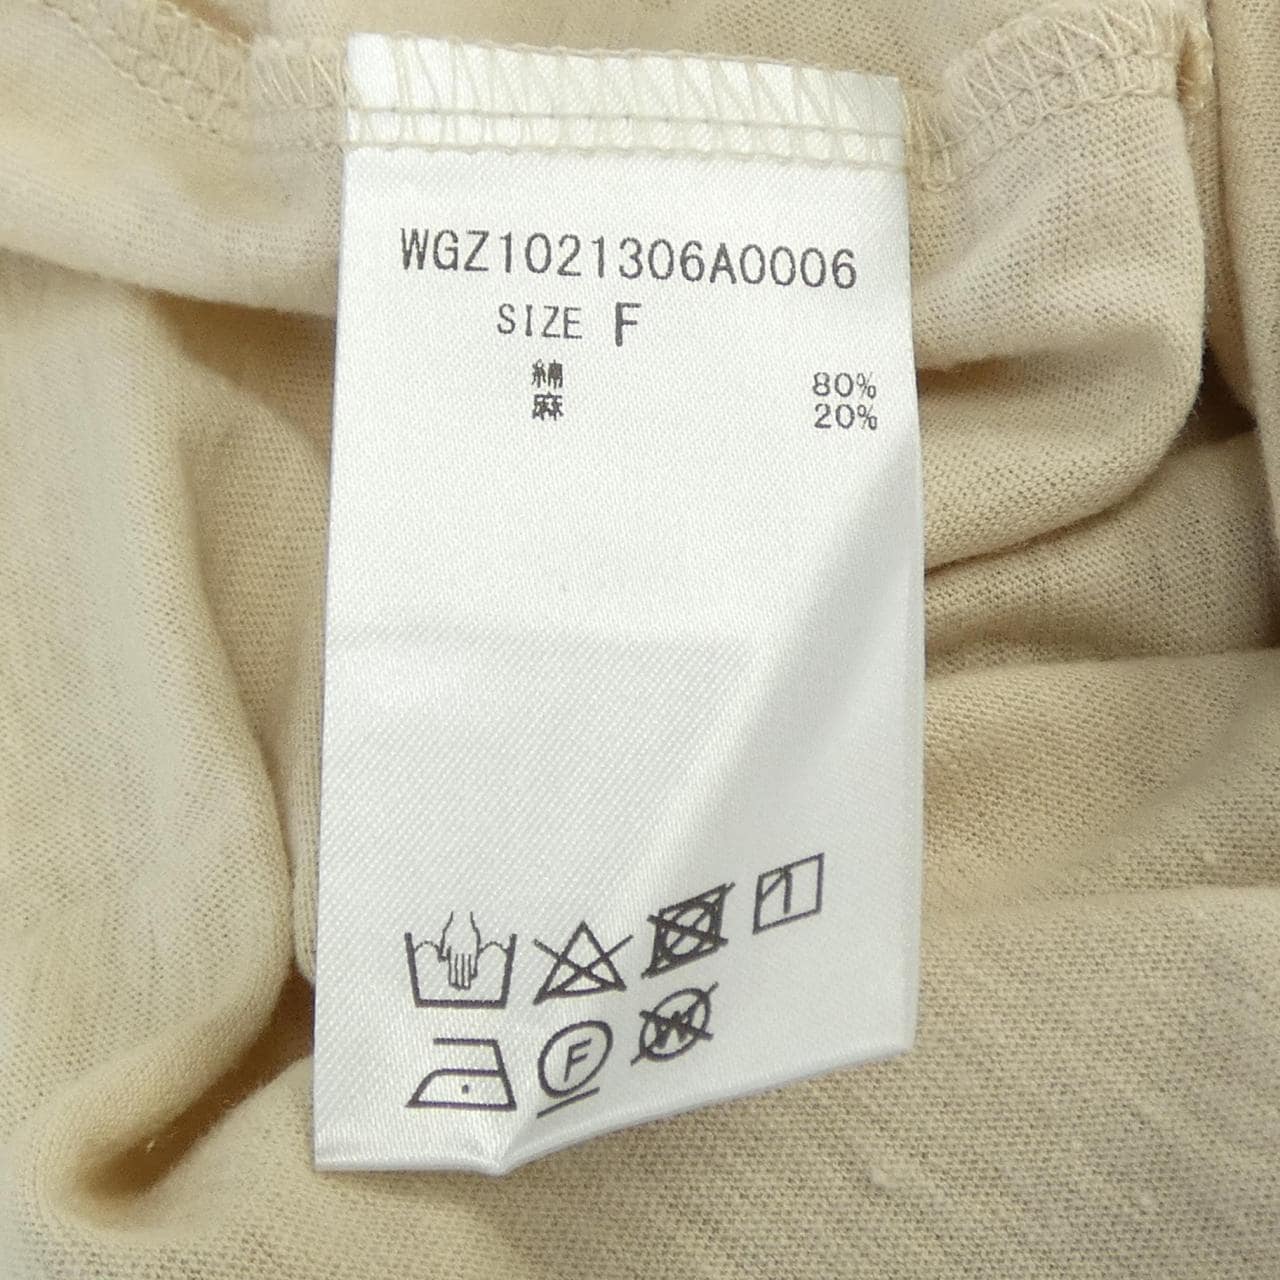 WGZ1021306A0006
SIZE F
綿 80%
麻 20%
F
W